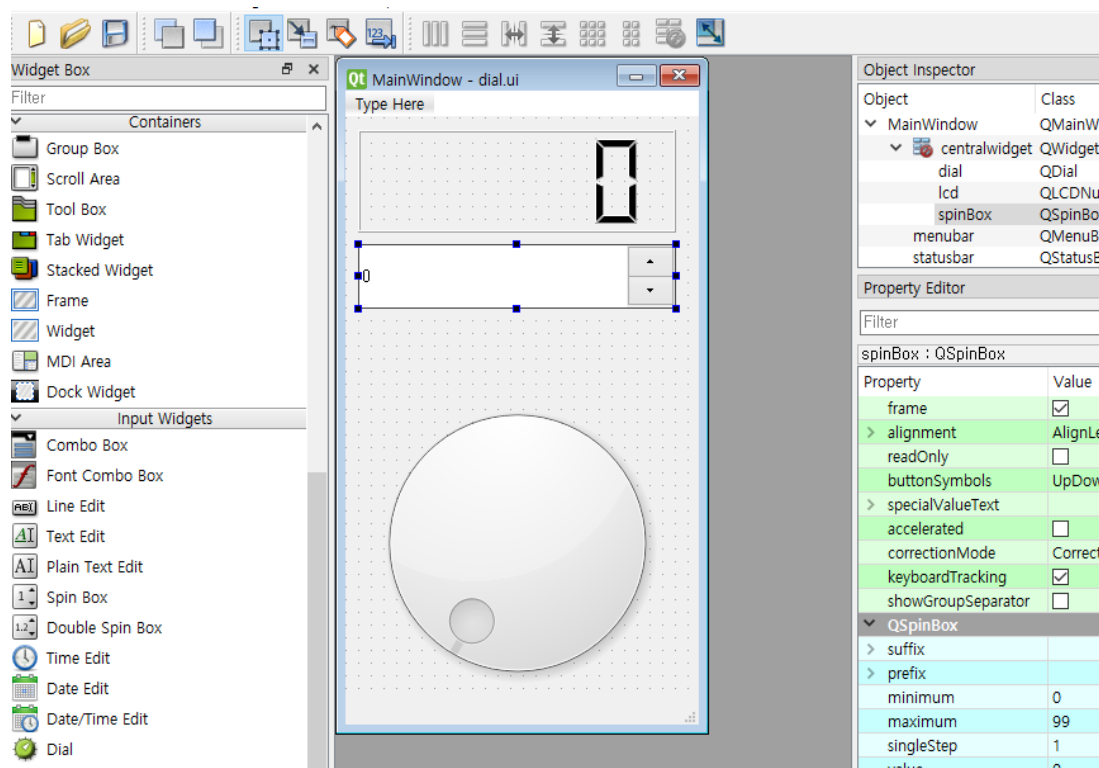 Widget Box
Filter
Containers
Group Box
Scroll Area
Tool Box
Tab Widget
Stacked Widget
Frame
Widget
MDI Area
Dock Widget
Input Widgets
Combo Box
Font Combo Box
Line Edit
Text Edit
Plain Text Edit
Spin Box
Double Spin Box
Time Edit
Date Edit
Date/Time Edit
Dial
Qt MainWindow - dial.ui
Type Here
0
0
Object Inspector
Object Class
MainWindow QMainW
centralwidget QWidget
dial QDial
lcd QLCDNu
spinBox QSpinBo
menubar QMenuB
statusbar QStatusB
Property Editor
Filter
spinBox : QSpinBox
Property Value
frame
alignment AlignLe
readOnly
buttonSymbols UpDow
specialValueText
accelerated
correctionMode Correct
keyboardTracking
showGroupSeparator
QSpinBox
suffix
prefix
minimum 0
maximum 99
singleStep 1